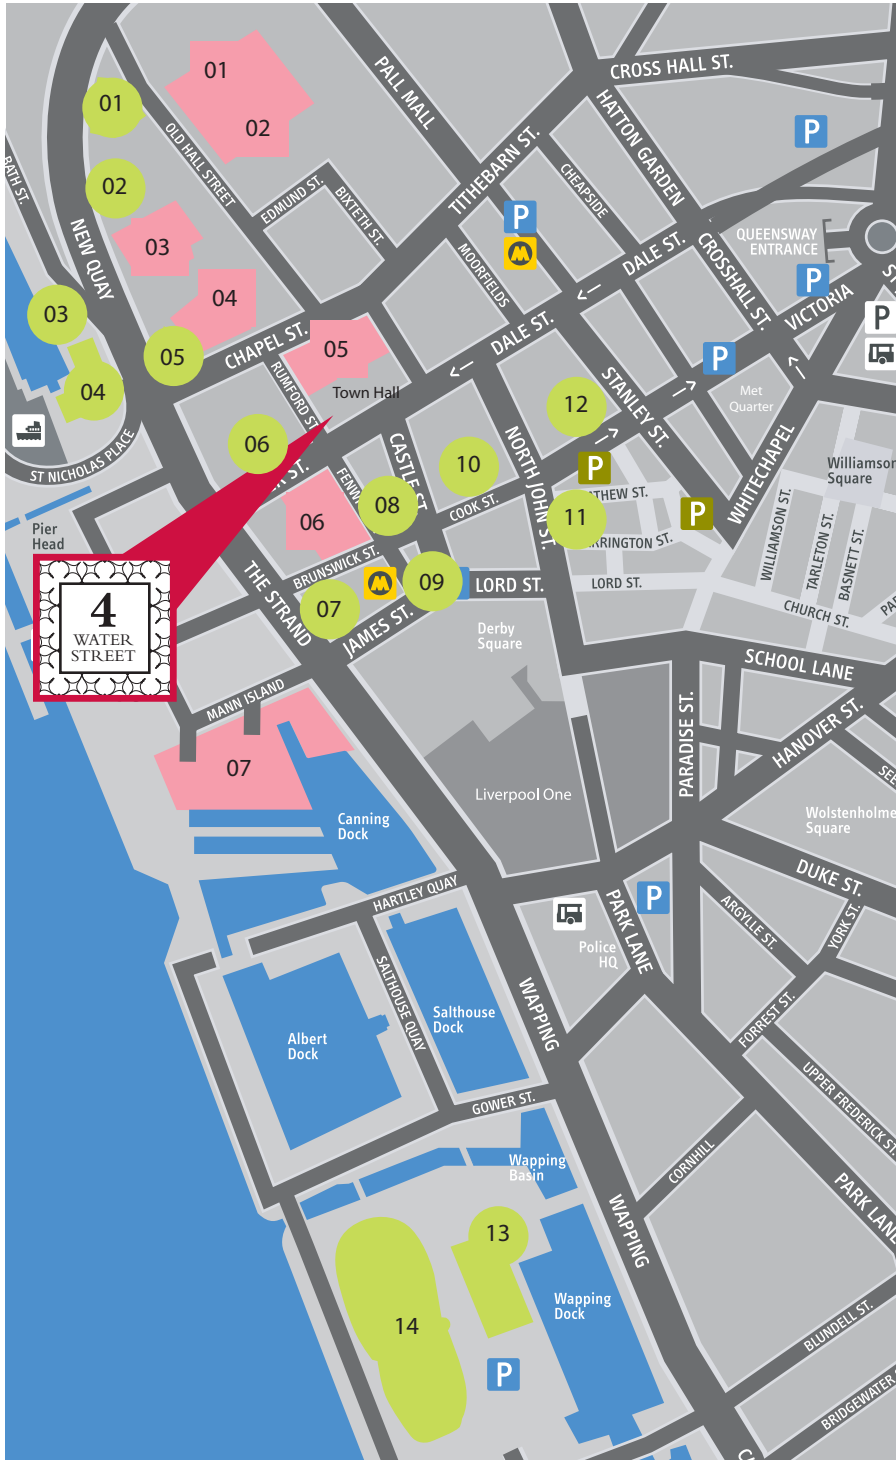 CROSS HALL ST.
PALL MALL
01
02
01
HATTON GARDEN
P
OLD HALL STREET
TITHEBARN ST.
CHEAPSIDE
BATH ST.
02
EDMUND ST.
BIXTETH ST.
P
M
NEW QUAY
03
MOORFIELDS
DALE ST.
CROSSHALL ST.
QUEENSWAY
ENTRANCE
P
VICTORIA
03
04
CHAPEL ST.
DALE ST.
P
05
05
RUMFORD ST.
Town Hall
P
STANLEY ST.
Met
Quarter
04
12
06
CASTLE ST
10
NORTH JOHN ST.
WHITECHAPEL
ST NICHOLAS PLACE
P
Williamson
Square
08
COOK ST.
THEW ST.
P
WILLIAMSON ST.
TARLETON ST.
BASNETT ST.
Pier
Head
06
11
RRINGTON ST.
BRUNSWICK ST.
THE STRAND
M
09
LORD ST.
LORD ST.
CHURCH ST.
4
WATER
STREET
07
JAMES ST.
Derby
Square
SCHOOL LANE
MANN ISLAND
PARADISE ST.
HANOVER ST.
07
Liverpool One
Wolstenholme
Square
Canning
Dock
DUKE ST.
HARTLEY QUAY
PARK LANE
P
ARGYLLE ST.
YORK ST.
Police
HQ
SALTHOUSE QUAY
WAPPING
Albert
Dock
Salthouse
Dock
FORREST ST.
GOWER ST.
UPPER FREDERICK ST.
Wapping
Basin
CORNHILL
WAPPING
PARK LANE
13
14
Wapping
Dock
BLUNDELL ST.
P
BRIDGEWATER